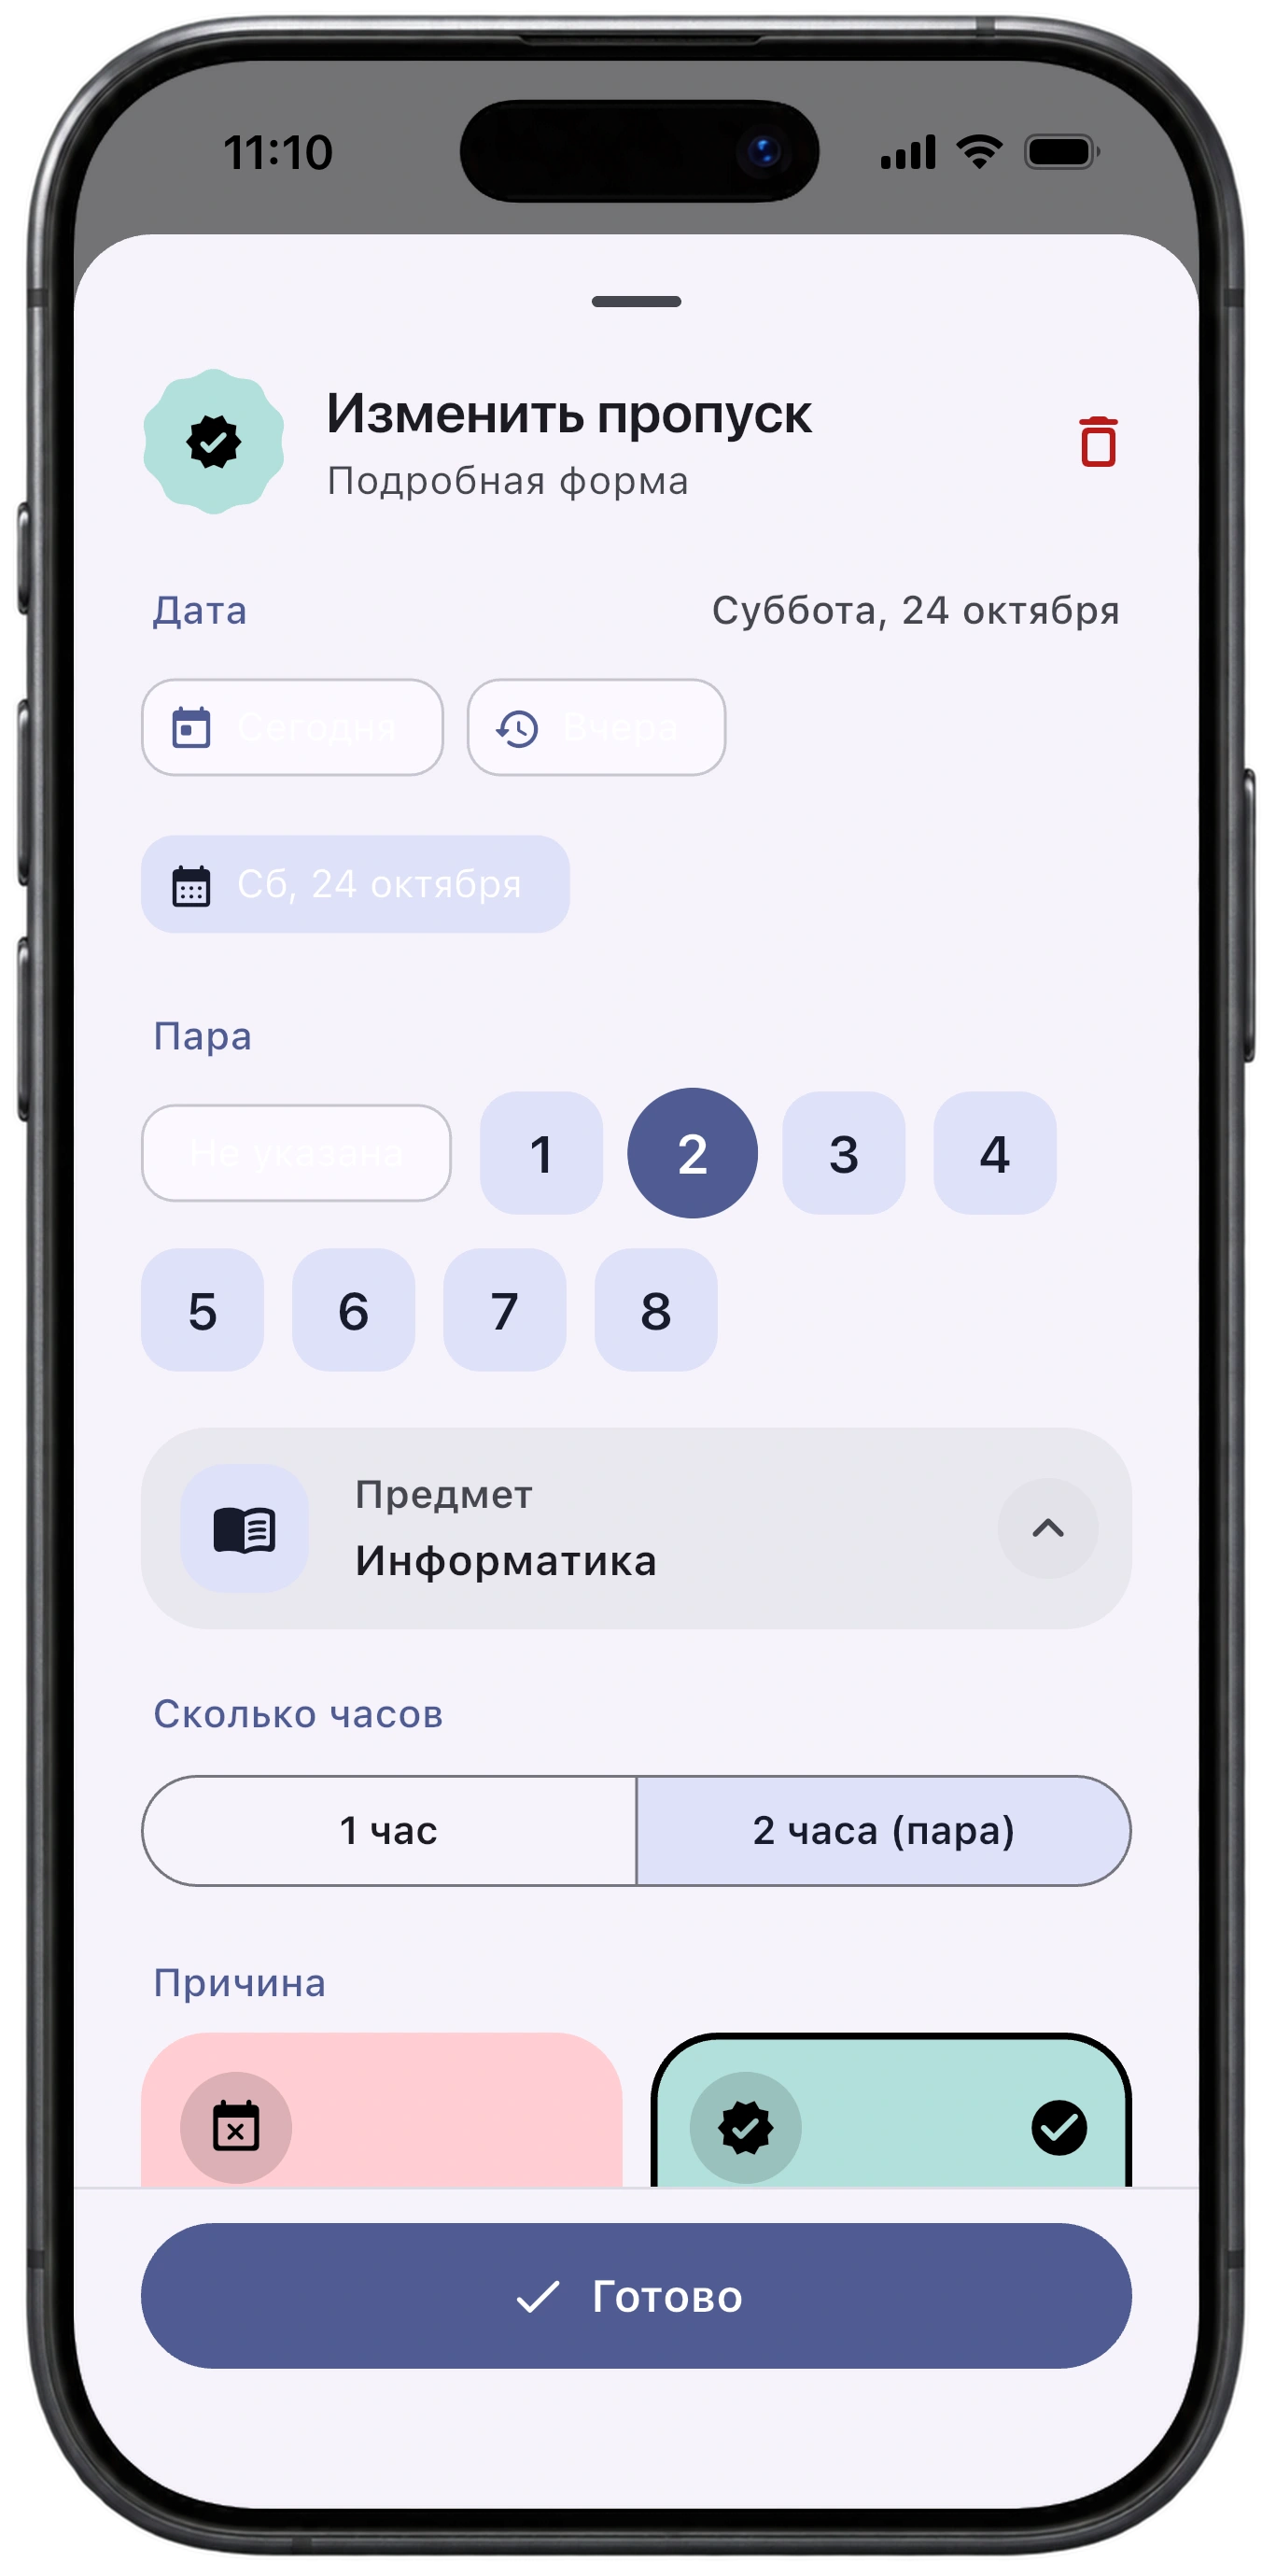 11:10
Изменить пропуск
Подробная форма
Дата
Суббота, 24 октября
Сегодня
Вчера
Сб, 24 октября
Пара
Не указана
1
2
3
4
5
6
7
8
Предмет
Информатика
Сколько часов
1 час
2 часа (пара)
Причина
Готово